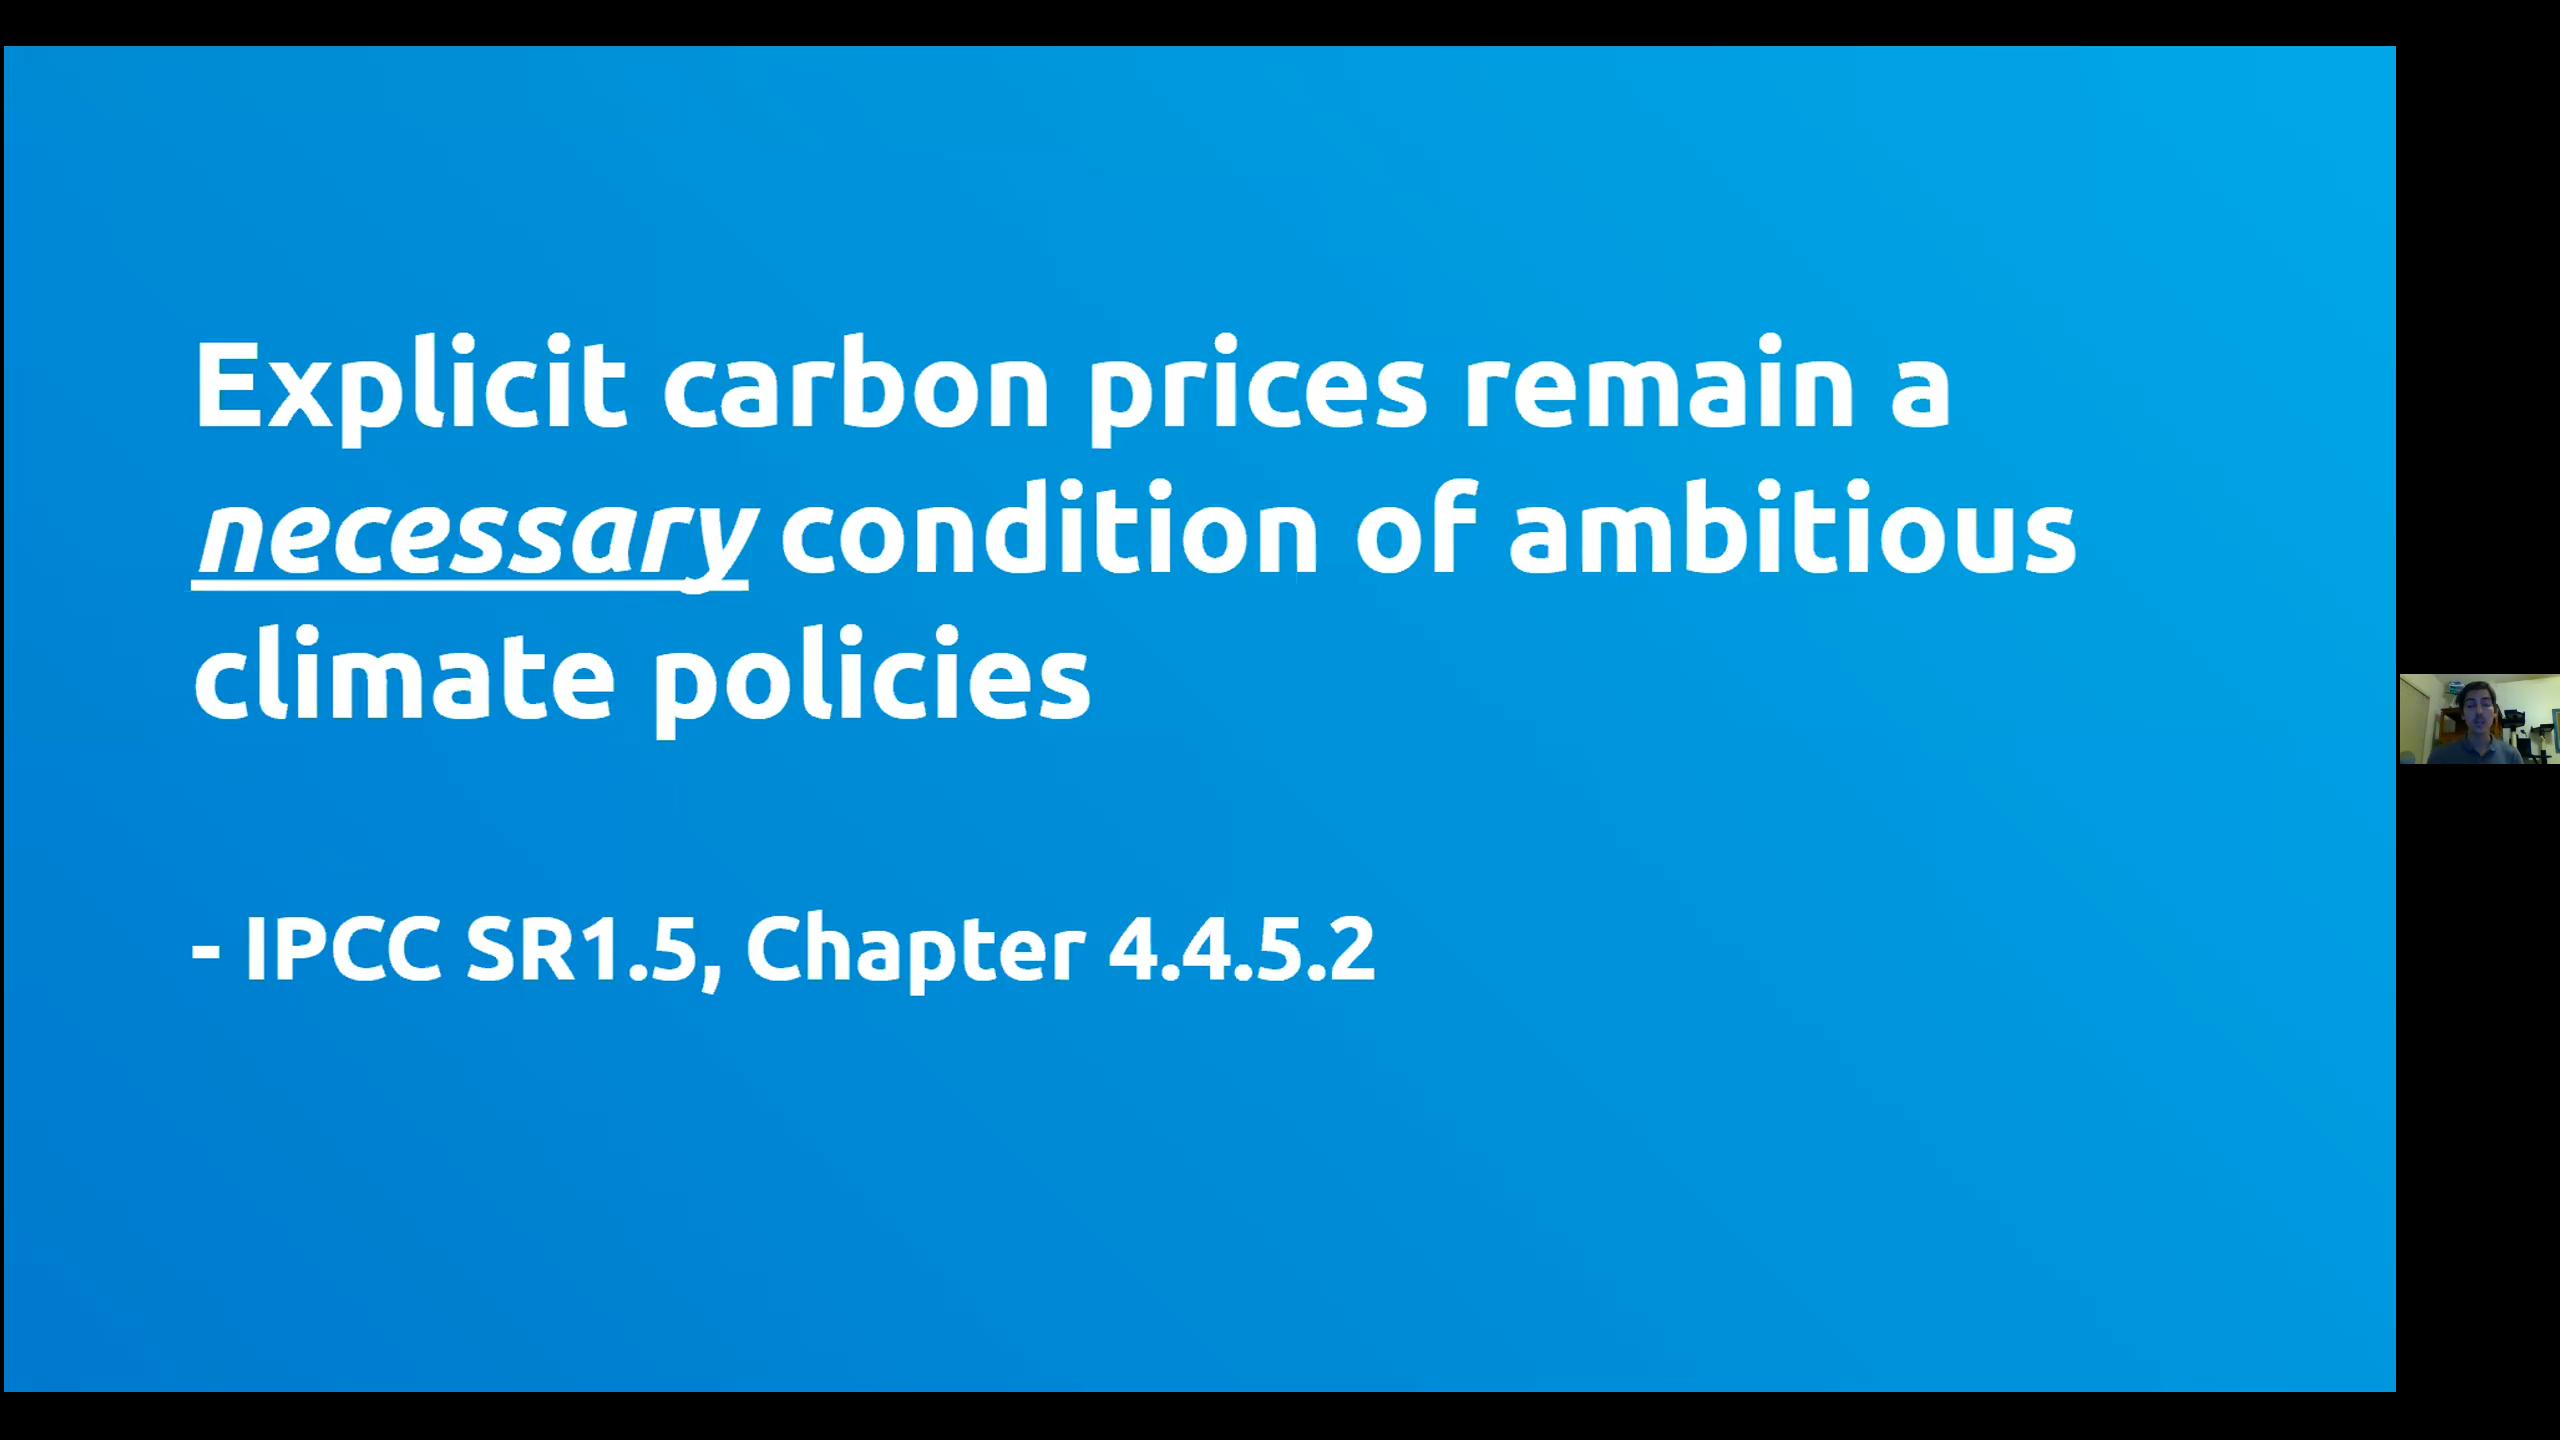 Explicit carbon prices remain a
necessary condition of ambitious
climate policies
- IPCC SR1.5, Chapter 4.4.5.2